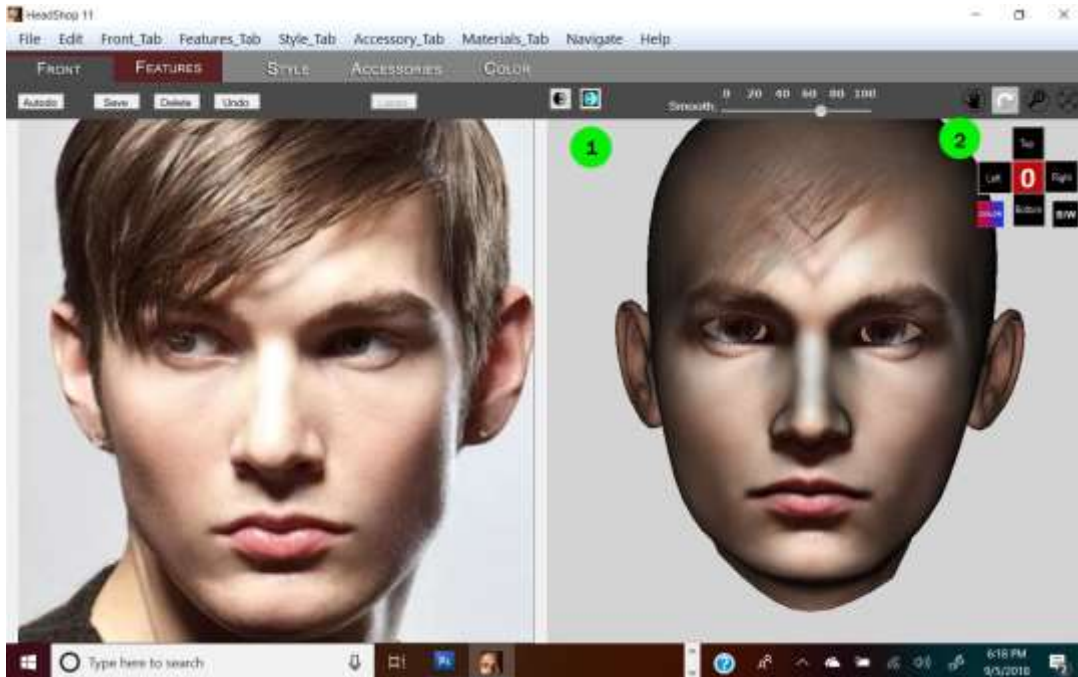 HeadShop 11
File Edit Front_Tab Features_Tab Style_Tab Accessory_Tab Materials_Tab Navigate Help
FRONT FEATURES STYLE ACCESSORIES COLOR
Autodo Save Delete Undo
Smooth 0 20 40 60 80 100
1
2
Top
Left 0 Right
COLOR Bottom B/W
Type here to search
6:18 PM
9/5/2018